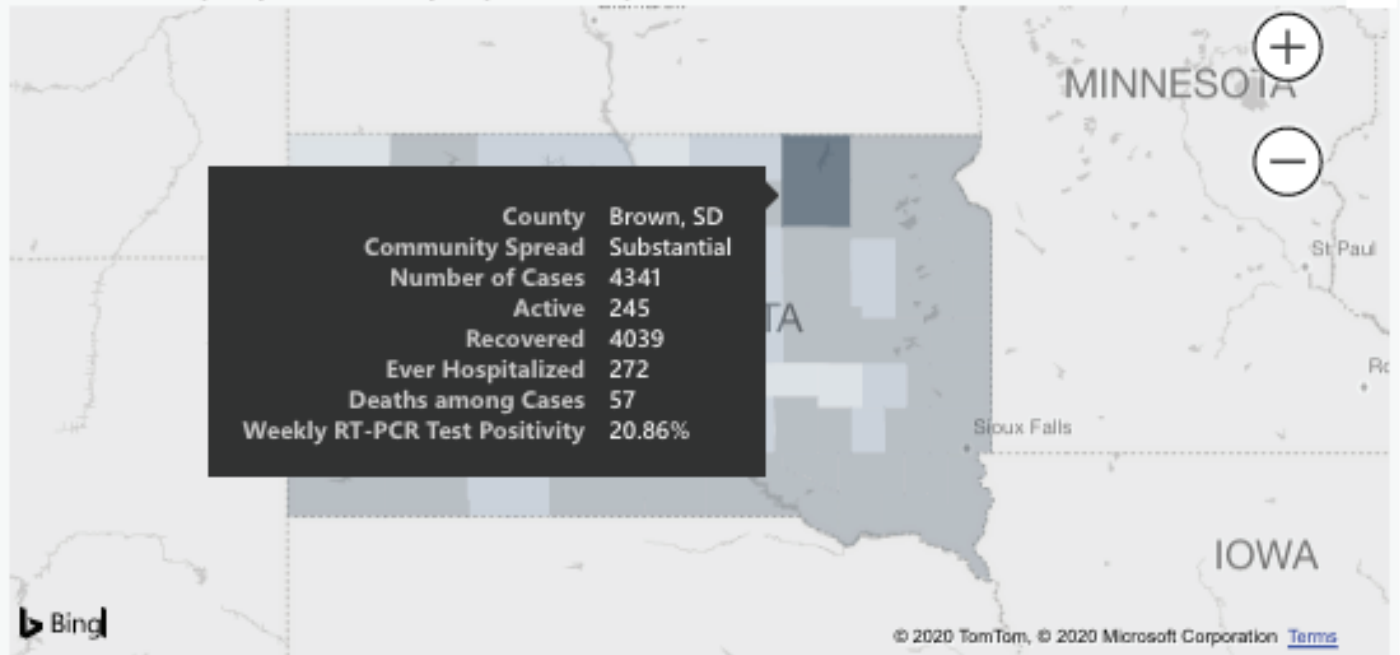 MINNESOTA
County Brown, SD
Community Spread Substantial
Number of Cases 4341
St Paul
Active 245
TA
Recovered 4039
Ever Hospitalized 272
Deaths among Cases 57
Weekly RT-PCR Test Positivity 20.86%
Sioux Falls
IOWA
Bing
© 2020 TomTom, © 2020 Microsoft Corporation Terms